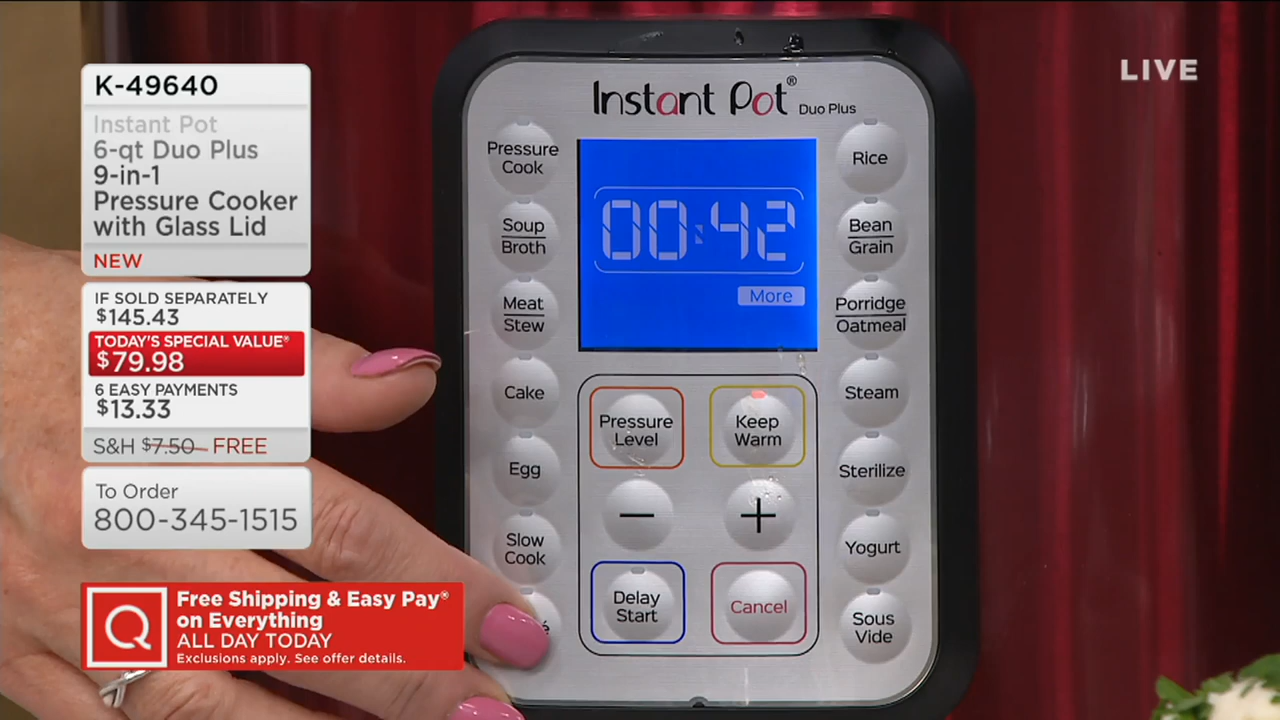 K-49640
Instant Pot
6-qt Duo Plus
9-in-1
Pressure Cooker
with Glass Lid
NEW
IF SOLD SEPARATELY
$145.43
TODAY'S SPECIAL VALUE®
$79.98
6 EASY PAYMENTS
$13.33
S&H $7.50 FREE
To Order
800-345-1515
Q
Free Shipping & Easy Pay®
on Everything
ALL DAY TODAY
Exclusions apply. See offer details.
LIVE
Instant Pot® Duo Plus
00:42
More
Pressure
Cook
Soup
Broth
Meat
Stew
Cake
Egg
Slow
Cook
Pressure
Level
Keep
Warm
−
+
Delay
Start
Cancel
Rice
Bean
Grain
Porridge
Oatmeal
Steam
Sterilize
Yogurt
Sous
Vide